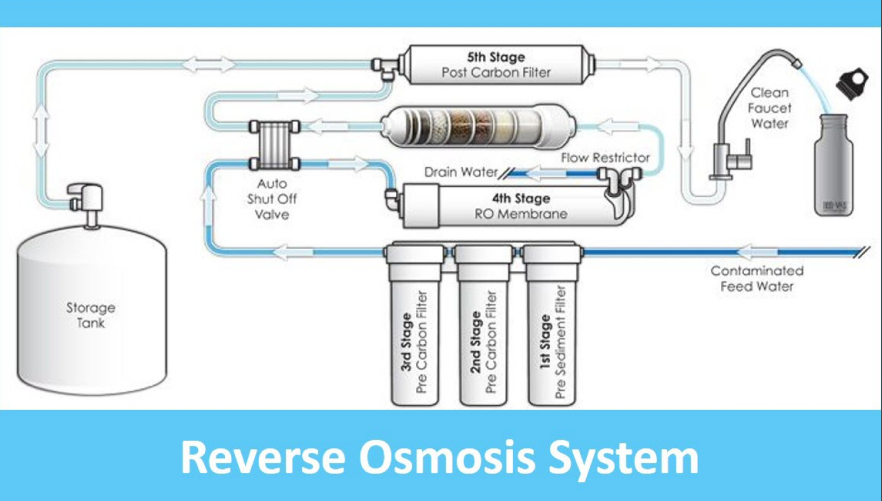 5th Stage
Post Carbon Filter
Clean
Faucet
Water
Flow Restrictor
Drain Water
Auto
Shut Off
Valve
4th Stage
RO Membrane
Contaminated
Feed Water
Storage
Tank
3rd Stage
Pre Carbon Filter
2nd Stage
Pre Carbon Filter
1st Stage
Pre Sediment Filter
Reverse Osmosis System